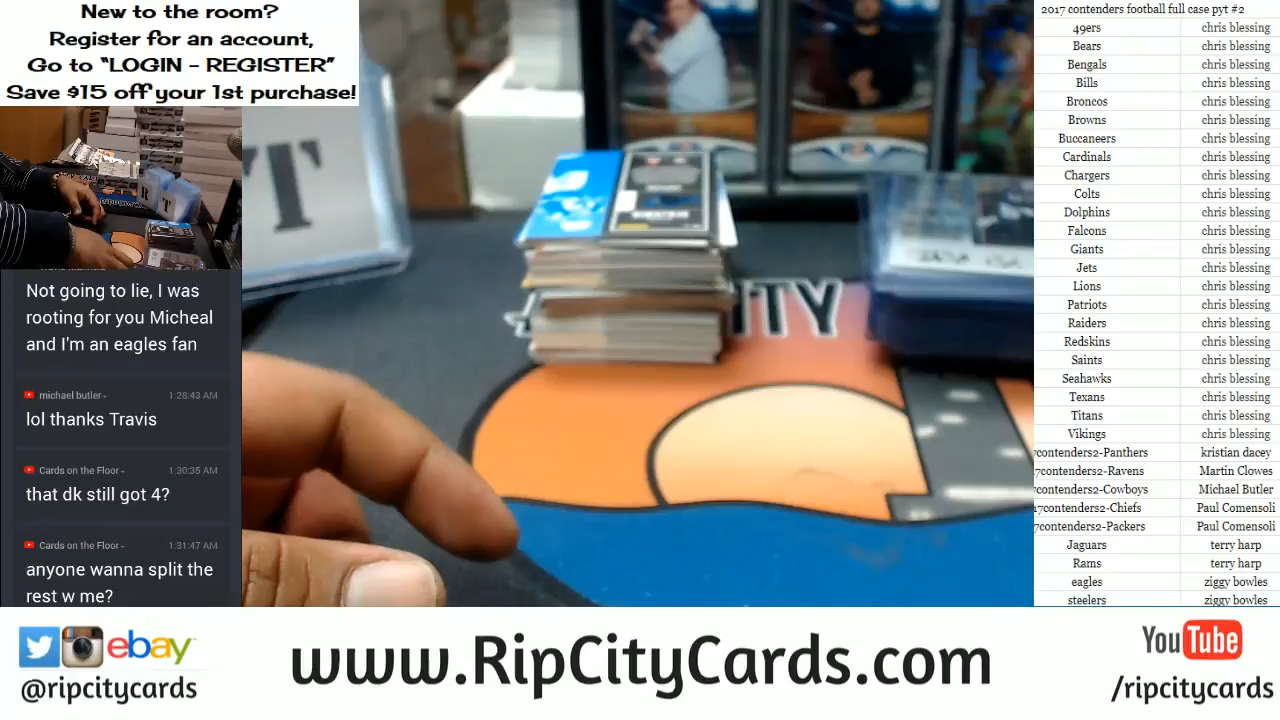 New to the room?
Register for an account,
Go to "LOGIN - REGISTER"
Save $15 off your 1st purchase!
Not going to lie, I was
rooting for you Micheal
and I'm an eagles fan
michael butler 1:28:43 AM
lol thanks Travis
Cards on the Floor 1:30:35 AM
that dk still got 4?
Cards on the Floor 1:31:47 AM
anyone wanna split the
rest w me?
T
ITY
2017 contenders football full case pyt #2
49ers chris blessing
Bears chris blessing
Bengals chris blessing
Bills chris blessing
Broncos chris blessing
Browns chris blessing
Buccaneers chris blessing
Cardinals chris blessing
Chargers chris blessing
Colts chris blessing
Dolphins chris blessing
Falcons chris blessing
Giants chris blessing
Jets chris blessing
Lions chris blessing
Patriots chris blessing
Raiders chris blessing
Redskins chris blessing
Saints chris blessing
Seahawks chris blessing
Texans chris blessing
Titans chris blessing
Vikings chris blessing
7contenders2-Panthers kristian dacey
17contenders2-Ravens Martin Clowes
7contenders2-Cowboys Michael Butler
17contenders2-Chiefs Paul Comensoli
7contenders2-Packers Paul Comensoli
Jaguars terry harp
Rams terry harp
eagles ziggy bowles
steelers ziggy bowles
ebay
@ripcitycards
www.RipCityCards.com
YouTube
/ripcitycards